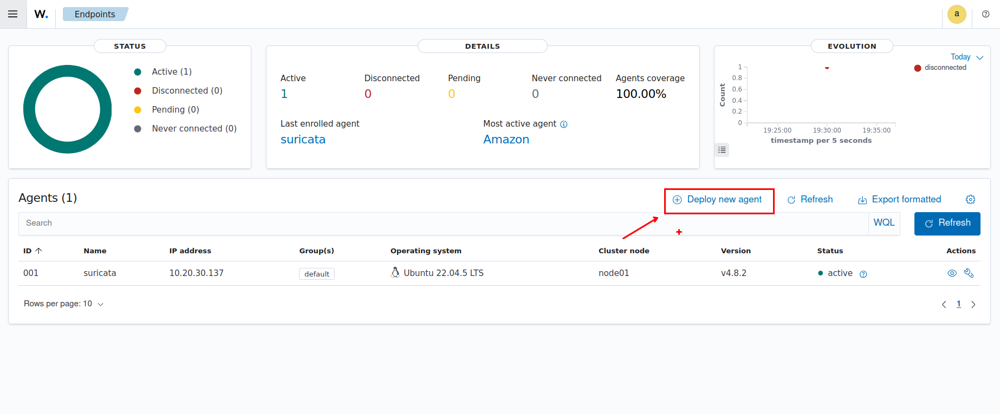 W.
Endpoints
a
STATUS
Active (1)
Disconnected (0)
Pending (0)
Never connected (0)
DETAILS
Active
1
Disconnected
0
Pending
0
Never connected
0
Agents coverage
100.00%
Last enrolled agent
suricata
Most active agent
Amazon
EVOLUTION
Today
disconnected
Count
1
0.8
0.6
0.4
0.2
0
19:25:00 19:30:00 19:35:00
timestamp per 5 seconds
Agents (1)
Deploy new agent
Refresh
Export formatted
Search
WQL
Refresh
ID Name IP address Group(s) Operating system Cluster node Version Status Actions
001 suricata 10.20.30.137 default Ubuntu 22.04.5 LTS node01 v4.8.2 active
Rows per page: 10
1